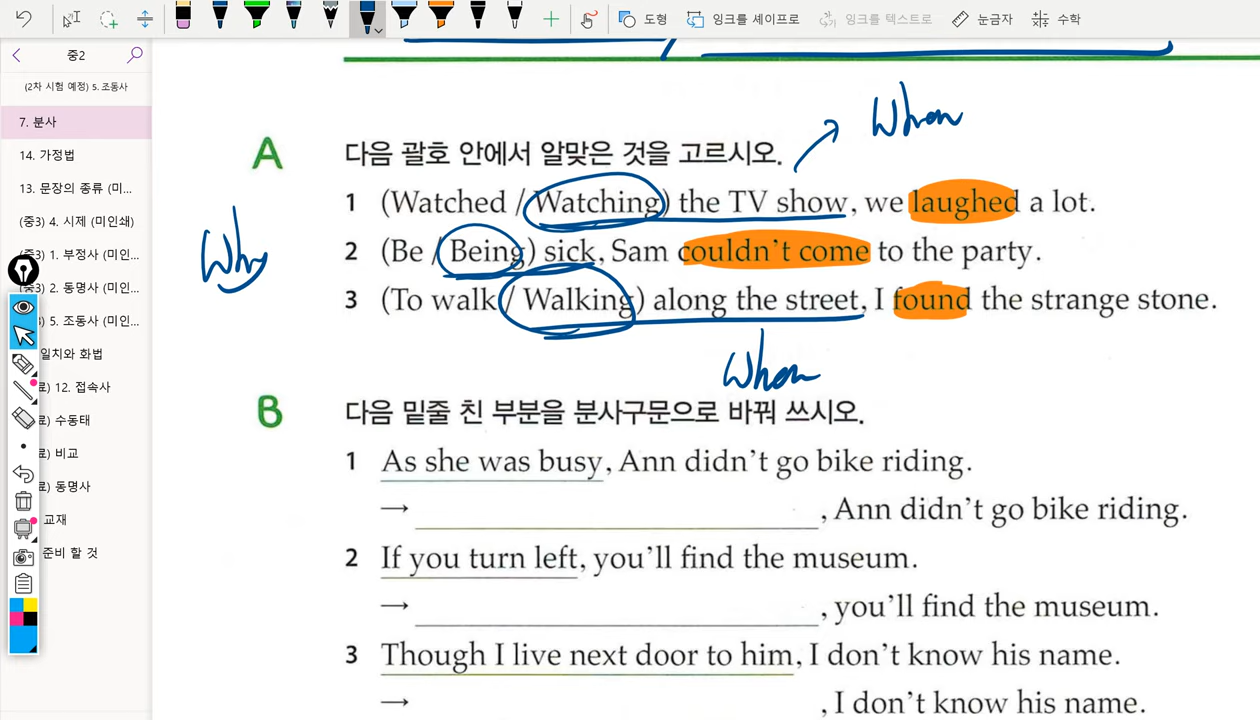 도형
잉크를 셰이프로
잉크를 텍스트로
눈금자
수학
중2
(2차 시험 예정) 5. 조동사
7. 분사
14. 가정법
13. 문장의 종류 (미...
(중3) 4. 시제 (미인쇄)
) 1. 부정사 (미인...
) 2. 동명사 (미인...
) 5. 조동사 (미인...
일치와 화법
료) 12. 접속사
료) 수동태
료) 비교
료) 동명사
교재
준비 할 것
When
A 다음 괄호 안에서 알맞은 것을 고르시오.
1 (Watched / Watching) the TV show, we laughed a lot.
Why
2 (Be / Being) sick, Sam couldn't come to the party.
3 (To walk / Walking) along the street, I found the strange stone.
When
B 다음 밑줄 친 부분을 분사구문으로 바꿔 쓰시오.
1 As she was busy, Ann didn't go bike riding.
→ , Ann didn't go bike riding.
2 If you turn left, you'll find the museum.
→ , you'll find the museum.
3 Though I live next door to him, I don't know his name.
→ , I don't know his name.